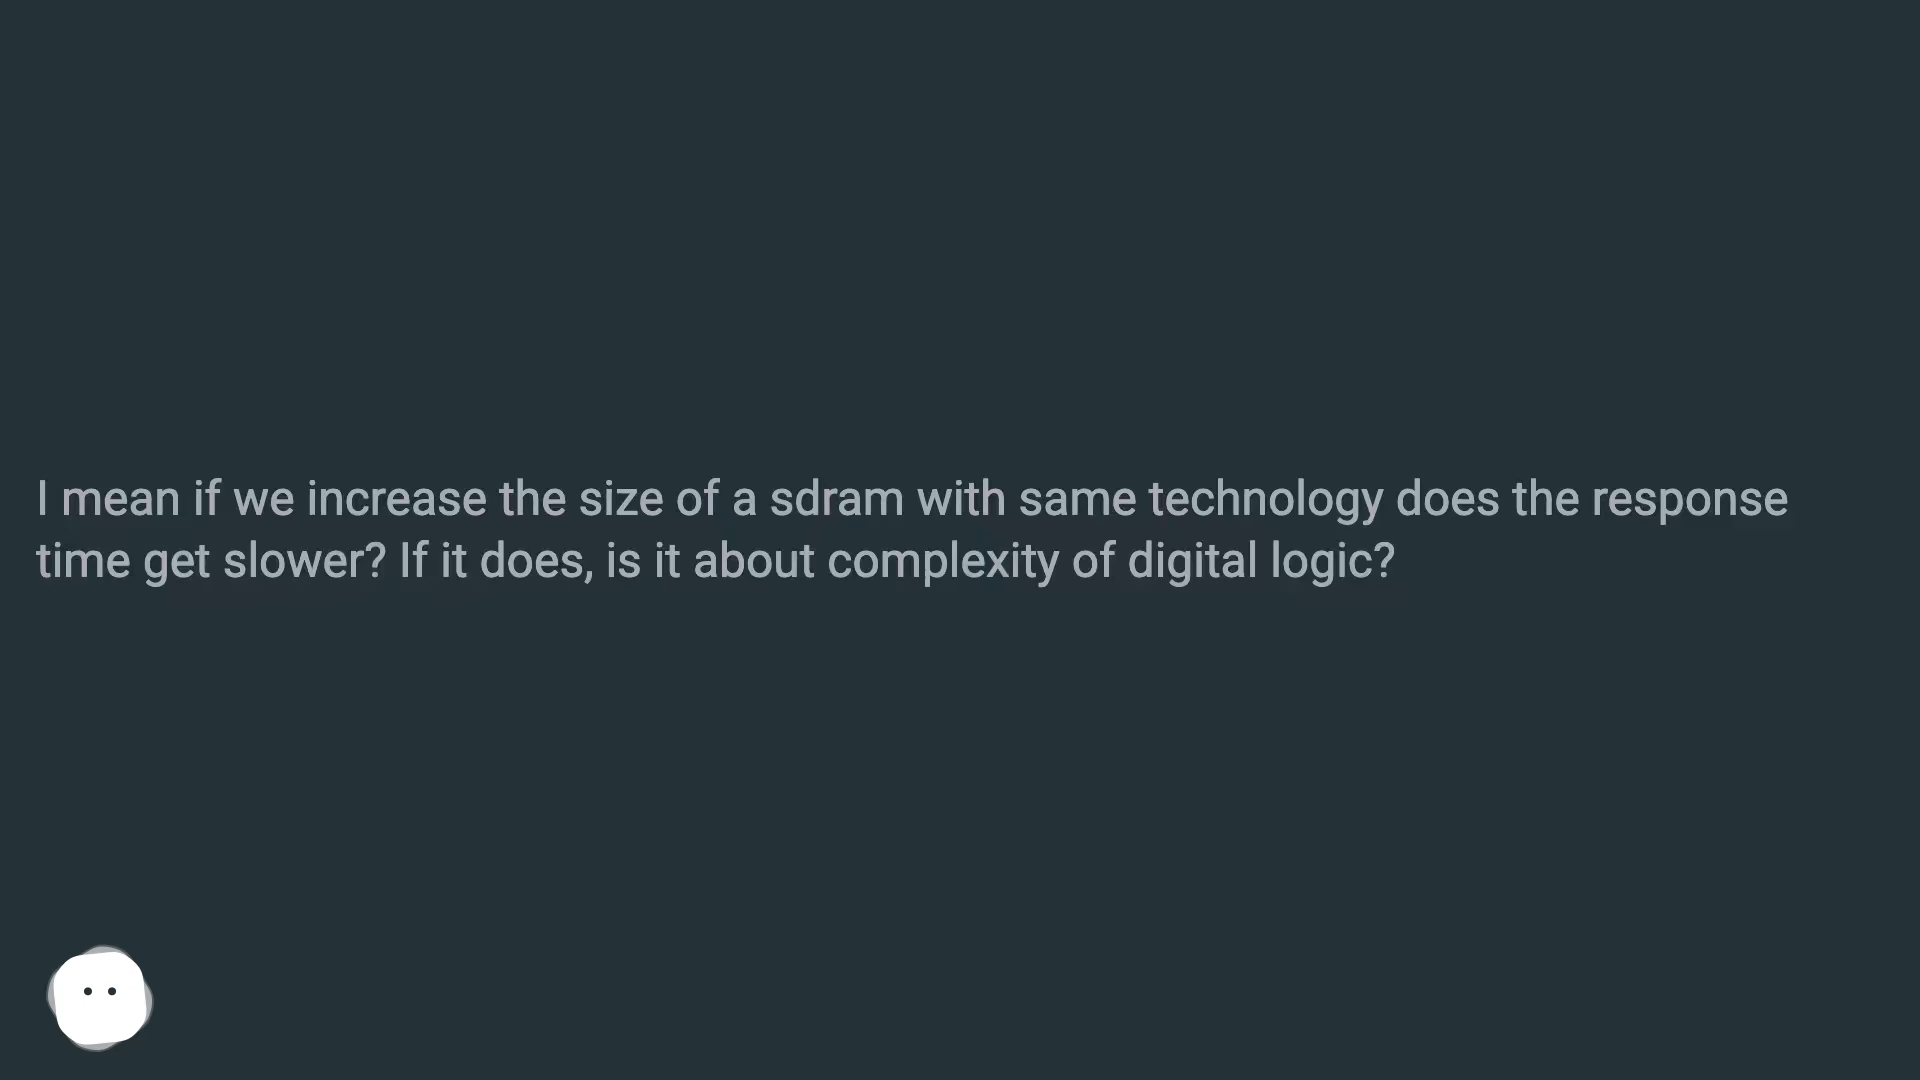 I mean if we increase the size of a sdram with same technology does the response
time get slower? If it does, is it about complexity of digital logic?